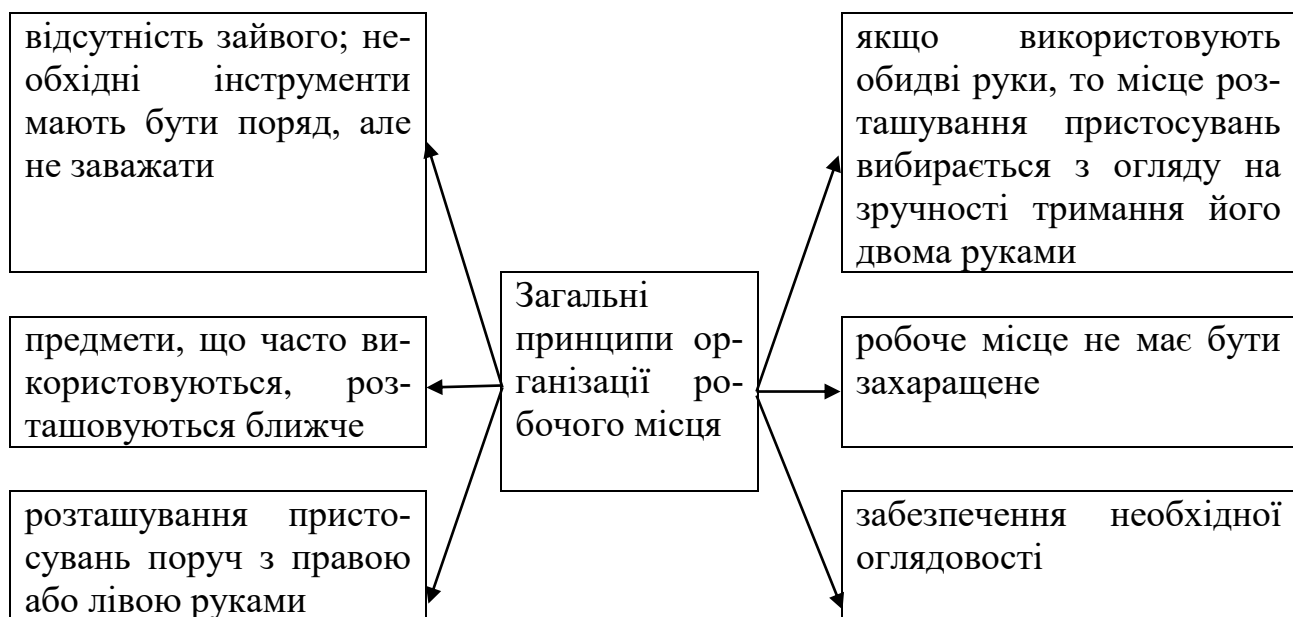 відсутність зайвого; не-
обхідні інструменти
мають бути поряд, але
не заважати
предмети, що часто ви-
користовуються, роз-
ташовуються ближче
розташування присто-
сувань поруч з правою
або лівою руками
Загальні
принципи ор-
ганізації ро-
бочого місця
якщо використовують
обидві руки, то місце роз-
ташування пристосувань
вибирається з огляду на
зручності тримання його
двома руками
робоче місце не має бути
захаращене
забезпечення необхідної
оглядовості